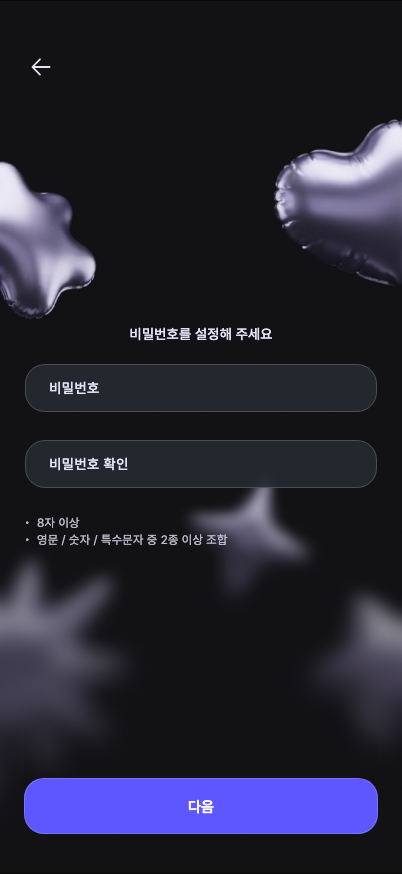 비밀번호를 설정해 주세요
비밀번호
비밀번호 확인
• 8자 이상
• 영문 / 숫자 / 특수문자 중 2종 이상 조합
다음